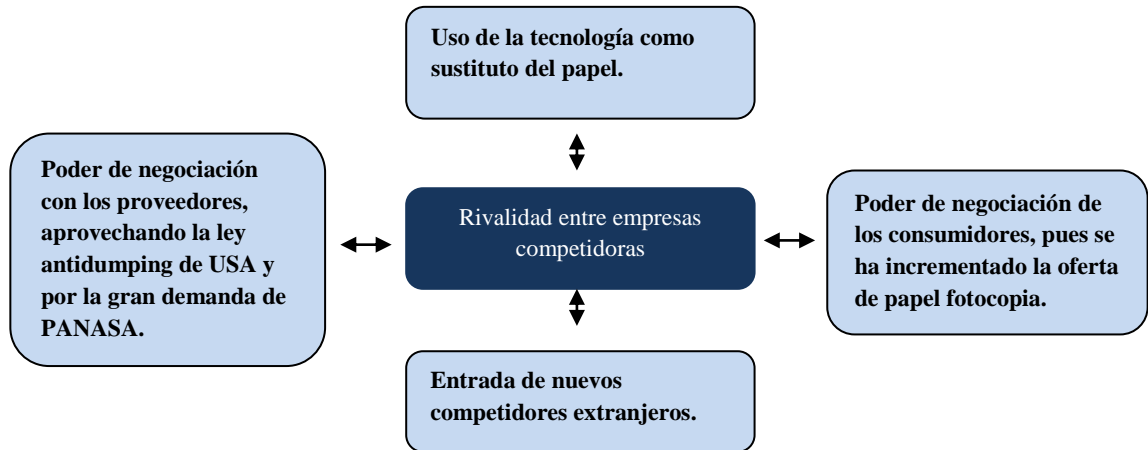 Uso de la tecnología como
sustituto del papel.
Poder de negociación
con los proveedores,
aprovechando la ley
antidumping de USA y
por la gran demanda de
PANASA.
Rivalidad entre empresas
competidoras
Poder de negociación de
los consumidores, pues se
ha incrementado la oferta
de papel fotocopia.
Entrada de nuevos
competidores extranjeros.